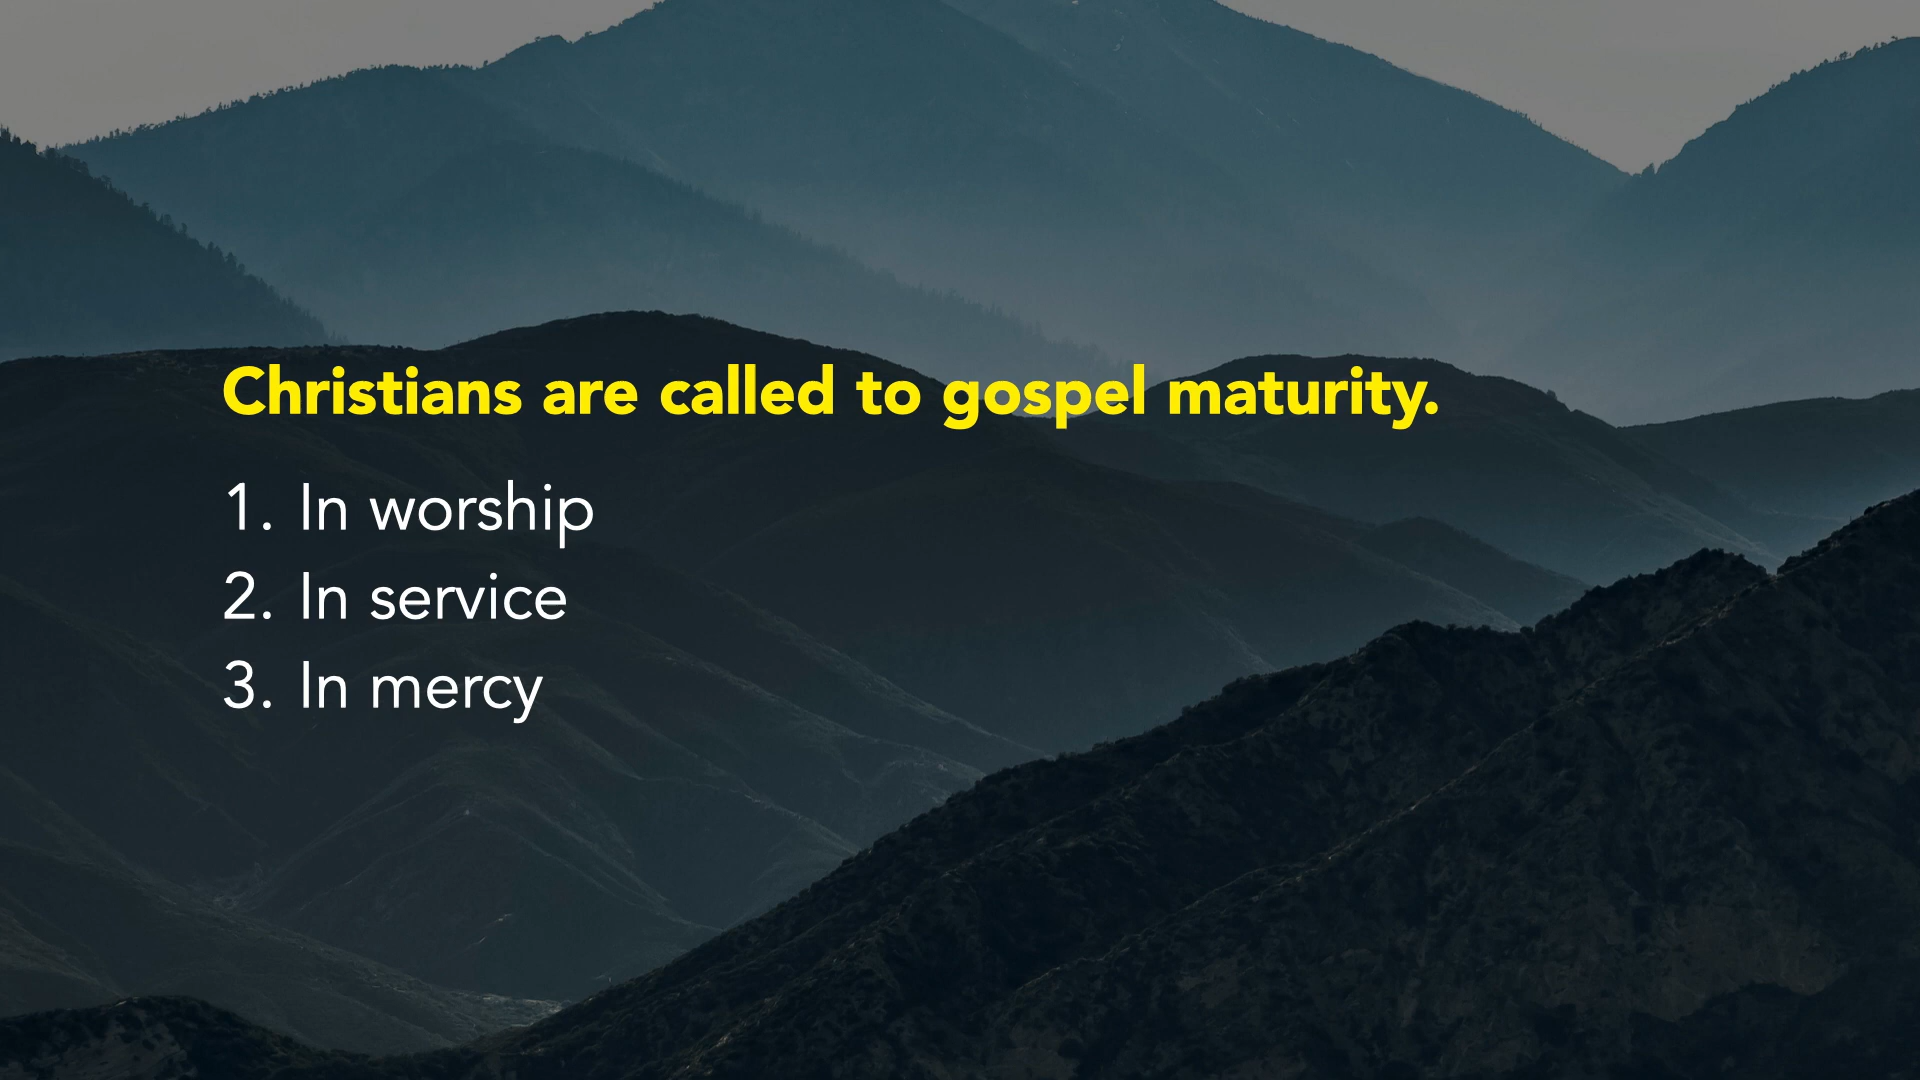 Christians are called to gospel maturity.
1. In worship
2. In service
3. In mercy